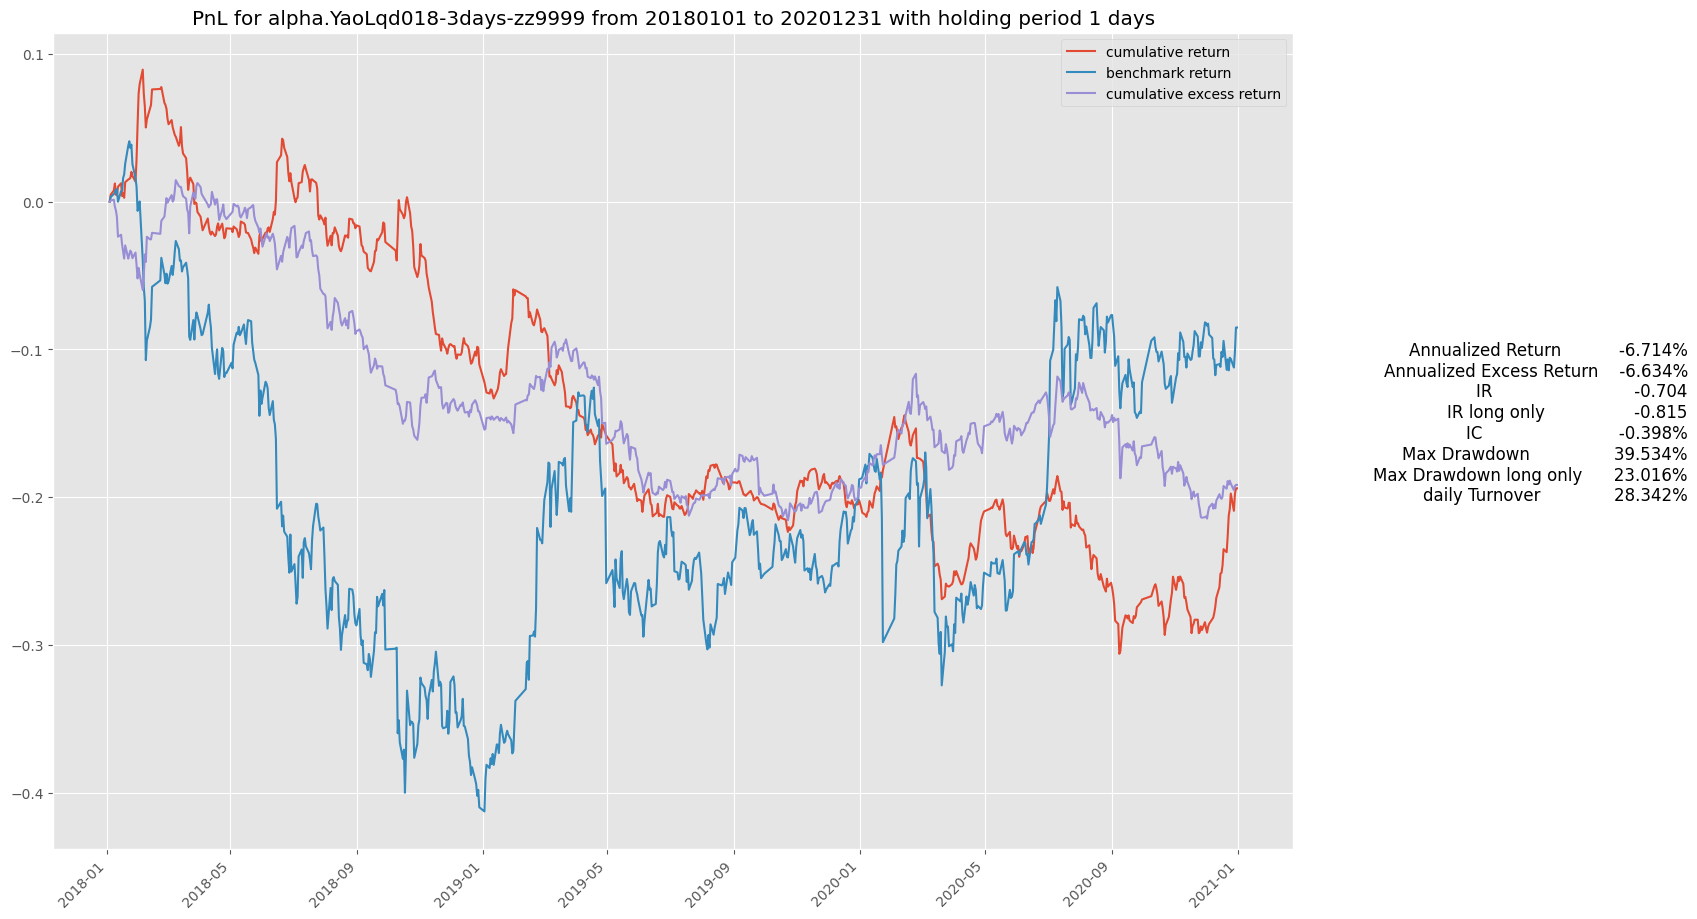 PnL for alpha.YaoLqd018-3days-zz9999 from 20180101 to 20201231 with holding period 1 days
cumulative return
benchmark return
cumulative excess return
0.1
0.0
−0.1
−0.2
−0.3
−0.4
2018-01
2018-05
2018-09
2019-01
2019-05
2019-09
2020-01
2020-05
2020-09
2021-01
Annualized Return -6.714%
Annualized Excess Return -6.634%
IR -0.704
IR long only -0.815
IC -0.398%
Max Drawdown 39.534%
Max Drawdown long only 23.016%
daily Turnover 28.342%